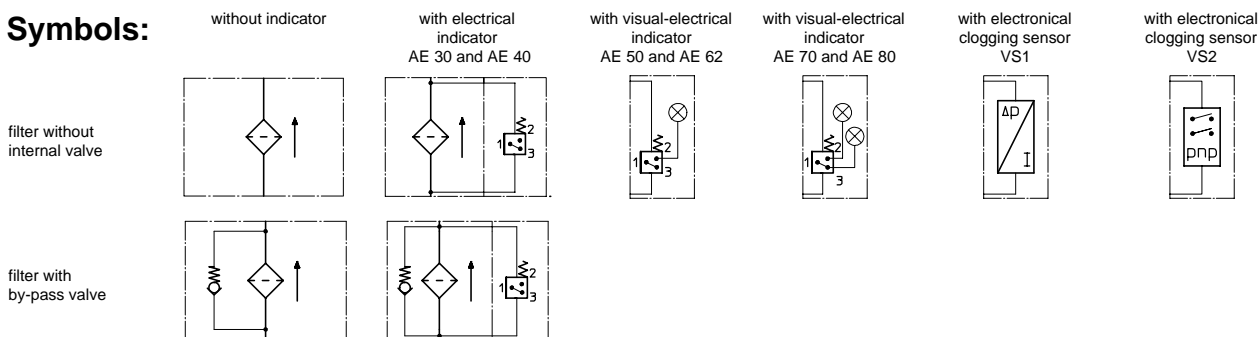 Symbols:
without indicator
with electrical
indicator
AE 30 and AE 40
with visual-electrical
indicator
AE 50 and AE 62
with visual-electrical
indicator
AE 70 and AE 80
with electronical
clogging sensor
VS1
with electronical
clogging sensor
VS2
filter without
internal valve
1 2 3
1 2 3
1 2 3
Δp
I
pnp
filter with
by-pass valve
1 2 3